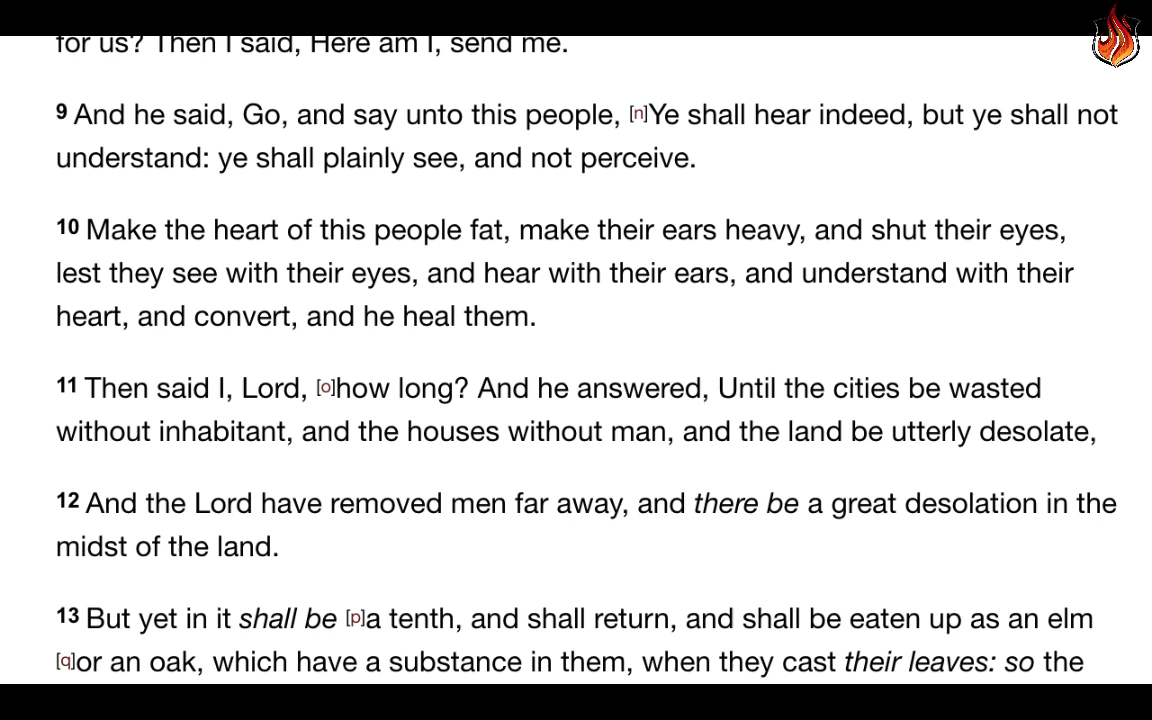 for us? Then I said, Here am I, send me.
9 And he said, Go, and say unto this people, [n]Ye shall hear indeed, but ye shall not
understand: ye shall plainly see, and not perceive.
10 Make the heart of this people fat, make their ears heavy, and shut their eyes,
lest they see with their eyes, and hear with their ears, and understand with their
heart, and convert, and he heal them.
11 Then said I, Lord, [o]how long? And he answered, Until the cities be wasted
without inhabitant, and the houses without man, and the land be utterly desolate,
12 And the Lord have removed men far away, and there be a great desolation in the
midst of the land.
13 But yet in it shall be [p]a tenth, and shall return, and shall be eaten up as an elm
[q]or an oak, which have a substance in them, when they cast their leaves: so the